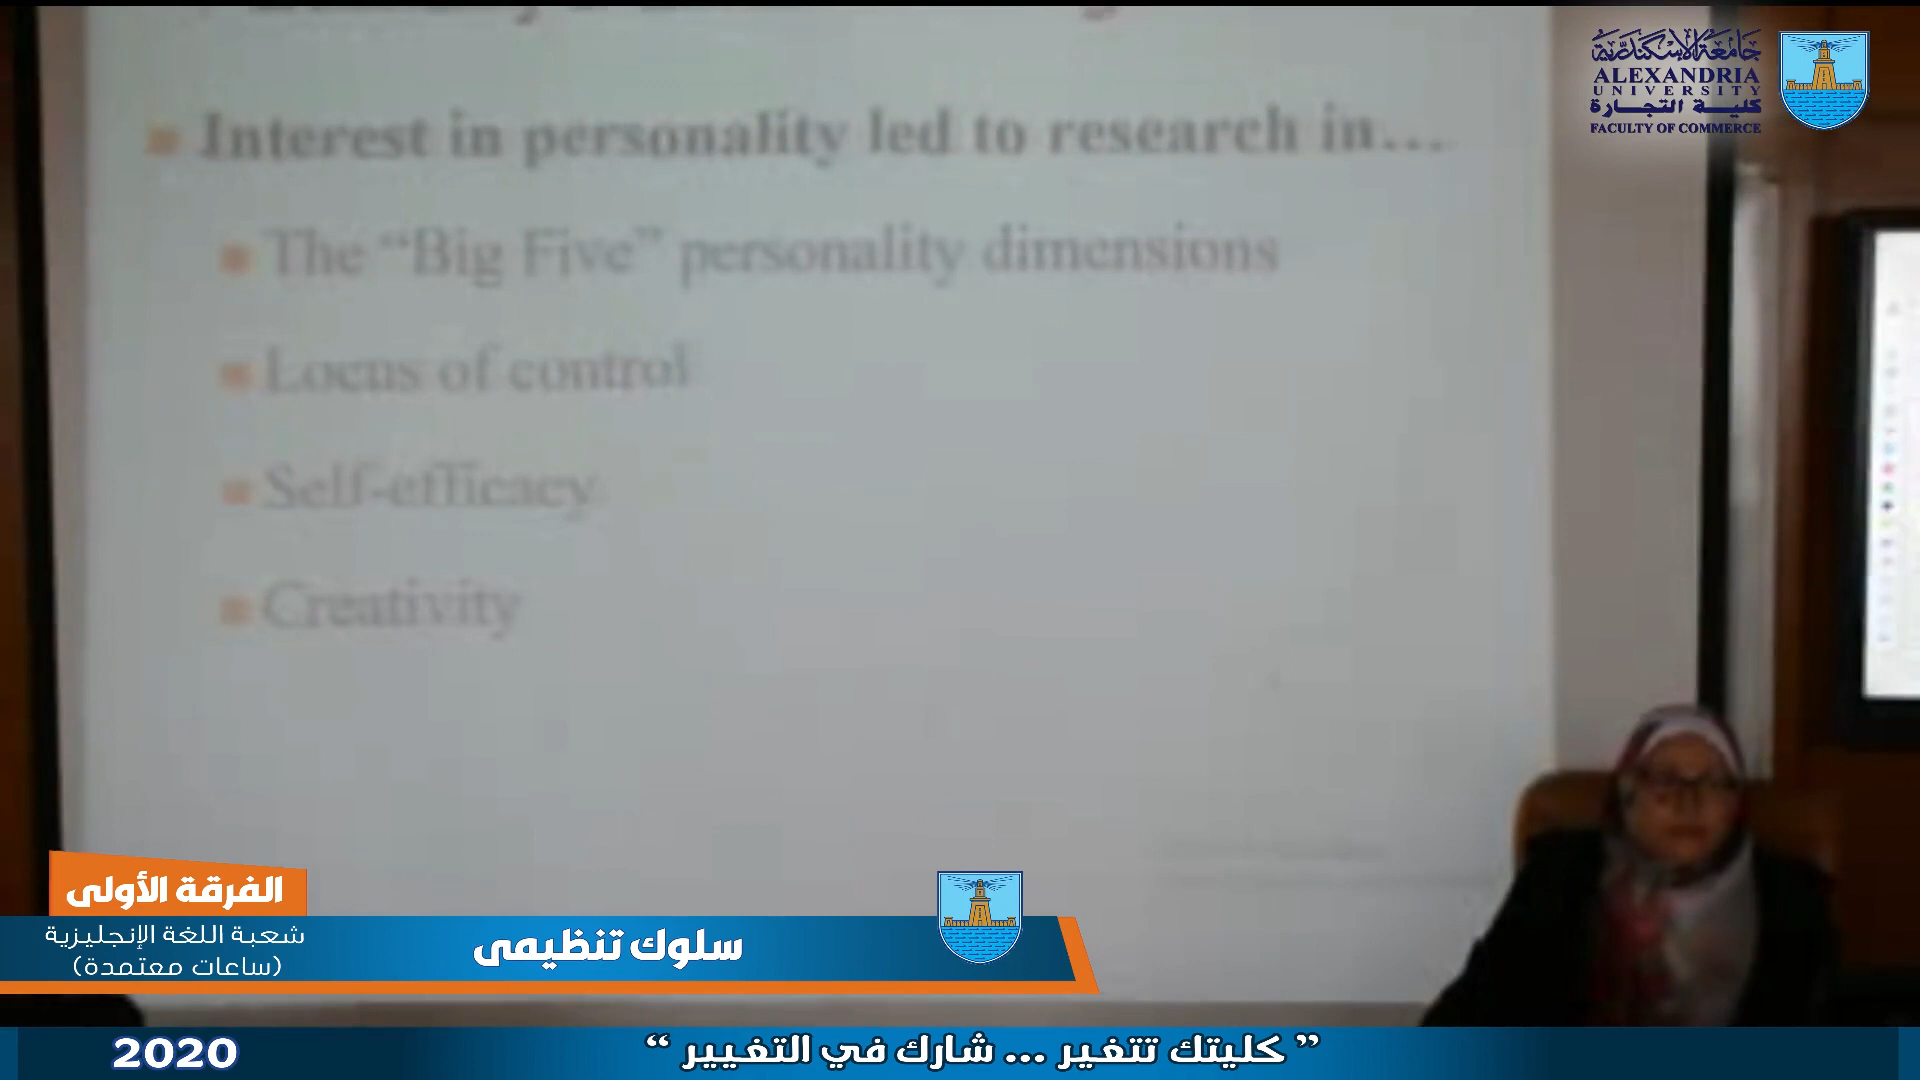 جامعة الإسكندرية
ALEXANDRIA
UNIVERSITY
كلية التجارة
FACULTY OF COMMERCE
Interest in personality led to research in...
The “Big Five” personality dimensions
Locus of control
Self-efficacy
Creativity
الفرقة الأولى
شعبة اللغة الإنجليزية
(ساعات معتمدة)
سلوك تنظيمى
2020
” كليتك تتغير ... شارك في التغيير “